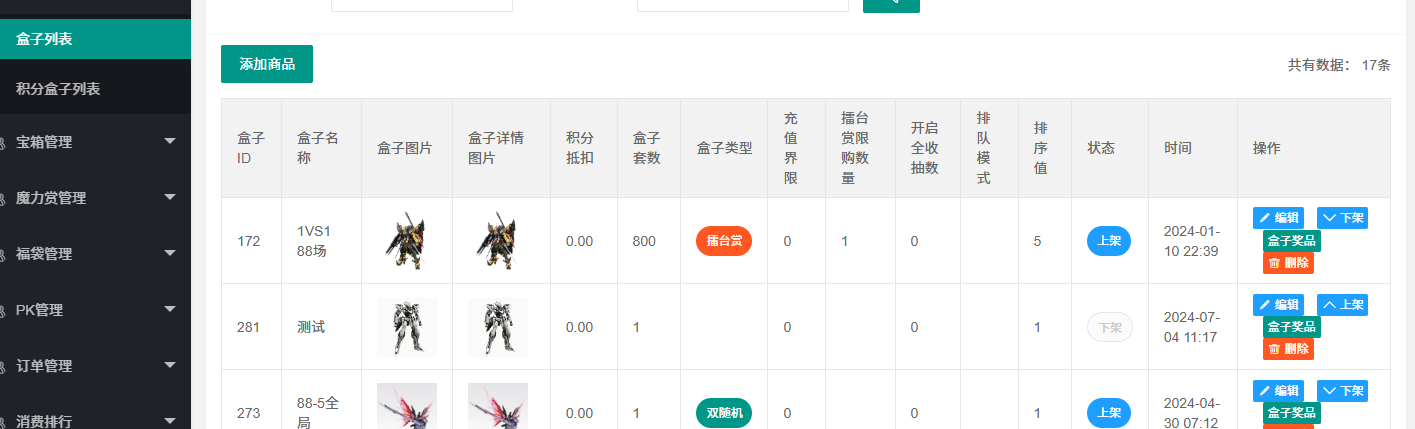 盒子列表
积分盒子列表
宝箱管理
魔力赏管理
福袋管理
PK管理
订单管理
消费排行
添加商品
共有数据： 17条
盒子ID
盒子名称
盒子图片
盒子详情图片
积分抵扣
盒子套数
盒子类型
充值界限
擂台赏限购数量
开启全收抽数
排队模式
排序值
状态
时间
操作
172
1VS1
88场
0.00
800
擂台赏
0
1
0
5
上架
2024-01-
10 22:39
编辑
下架
盒子奖品
删除
281
测试
0.00
1
0
0
1
下架
2024-07-
04 11:17
编辑
上架
盒子奖品
删除
273
88-5全
局
0.00
1
双随机
0
0
1
上架
2024-04-
30 07:12
编辑
下架
盒子奖品